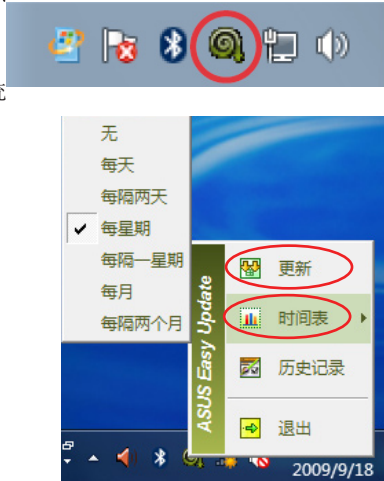 无
每天
每隔两天
每星期
每隔一星期
每月
每隔两个月
ASUS Easy Update
更新
时间表
历史记录
退出
2009/9/18